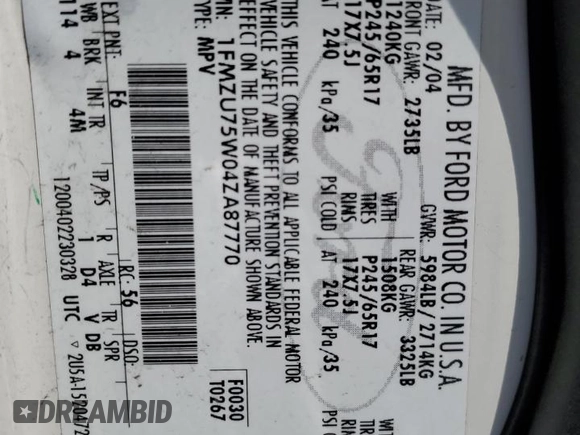 MFD. BY FORD MOTOR CO. IN U.S.A.
DATE: 02/04 GVWR: 5984LB/2714KG
FRONT GAWR: 2735LB REAR GAWR: 3325LB
1240KG WITH 1508KG WITH
P245/65R17 TIRES P245/65R17
17X7.5J RIMS 17X7.5J
AT 240 kPa/35 PSI COLD AT 240 kPa/35 PSI
THIS VEHICLE CONFORMS TO ALL APPLICABLE FEDERAL MOTOR
VEHICLE SAFETY AND THEFT PREVENTION STANDARDS IN
EFFECT ON THE DATE OF MANUFACTURE SHOWN ABOVE.
1FMZU75W04ZA87770 F0030
TYPE: MPV T0267
EXT PNT: F6 RC: 56 DSO:
WB BRK INT TR TP/PS R AXLE TR SPR
114 4 4M 1 D4 V DB
1200402230328 UTC
Ford
DREAMBID